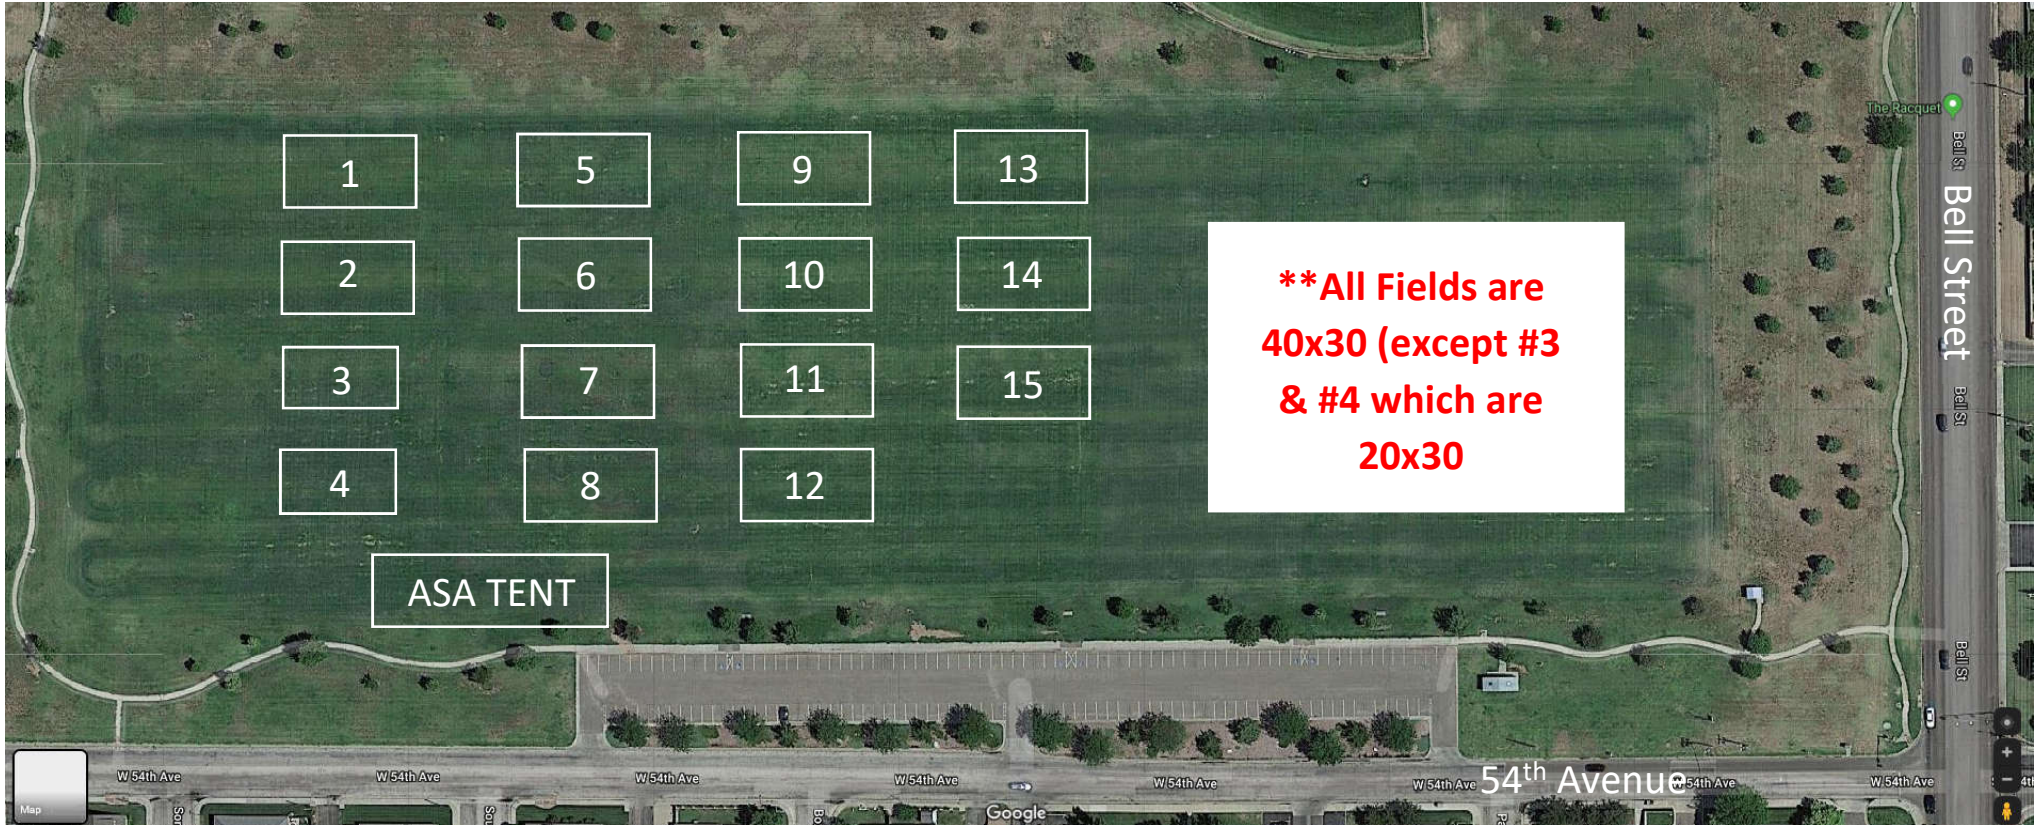 The Racquet
Bell St
Bell Street
1
5
9
13
2
6
10
14
3
7
11
15
4
8
12
**All Fields are
40x30 (except #3
& #4 which are
20x30
Bell St
ASA TENT
Bell St
W 54th Ave
W 54th Ave
W 54th Ave
W 54th Ave
W 54th Ave
W 54th Ave
54th Avenue
54th Ave
W 54th Ave
Map
Google